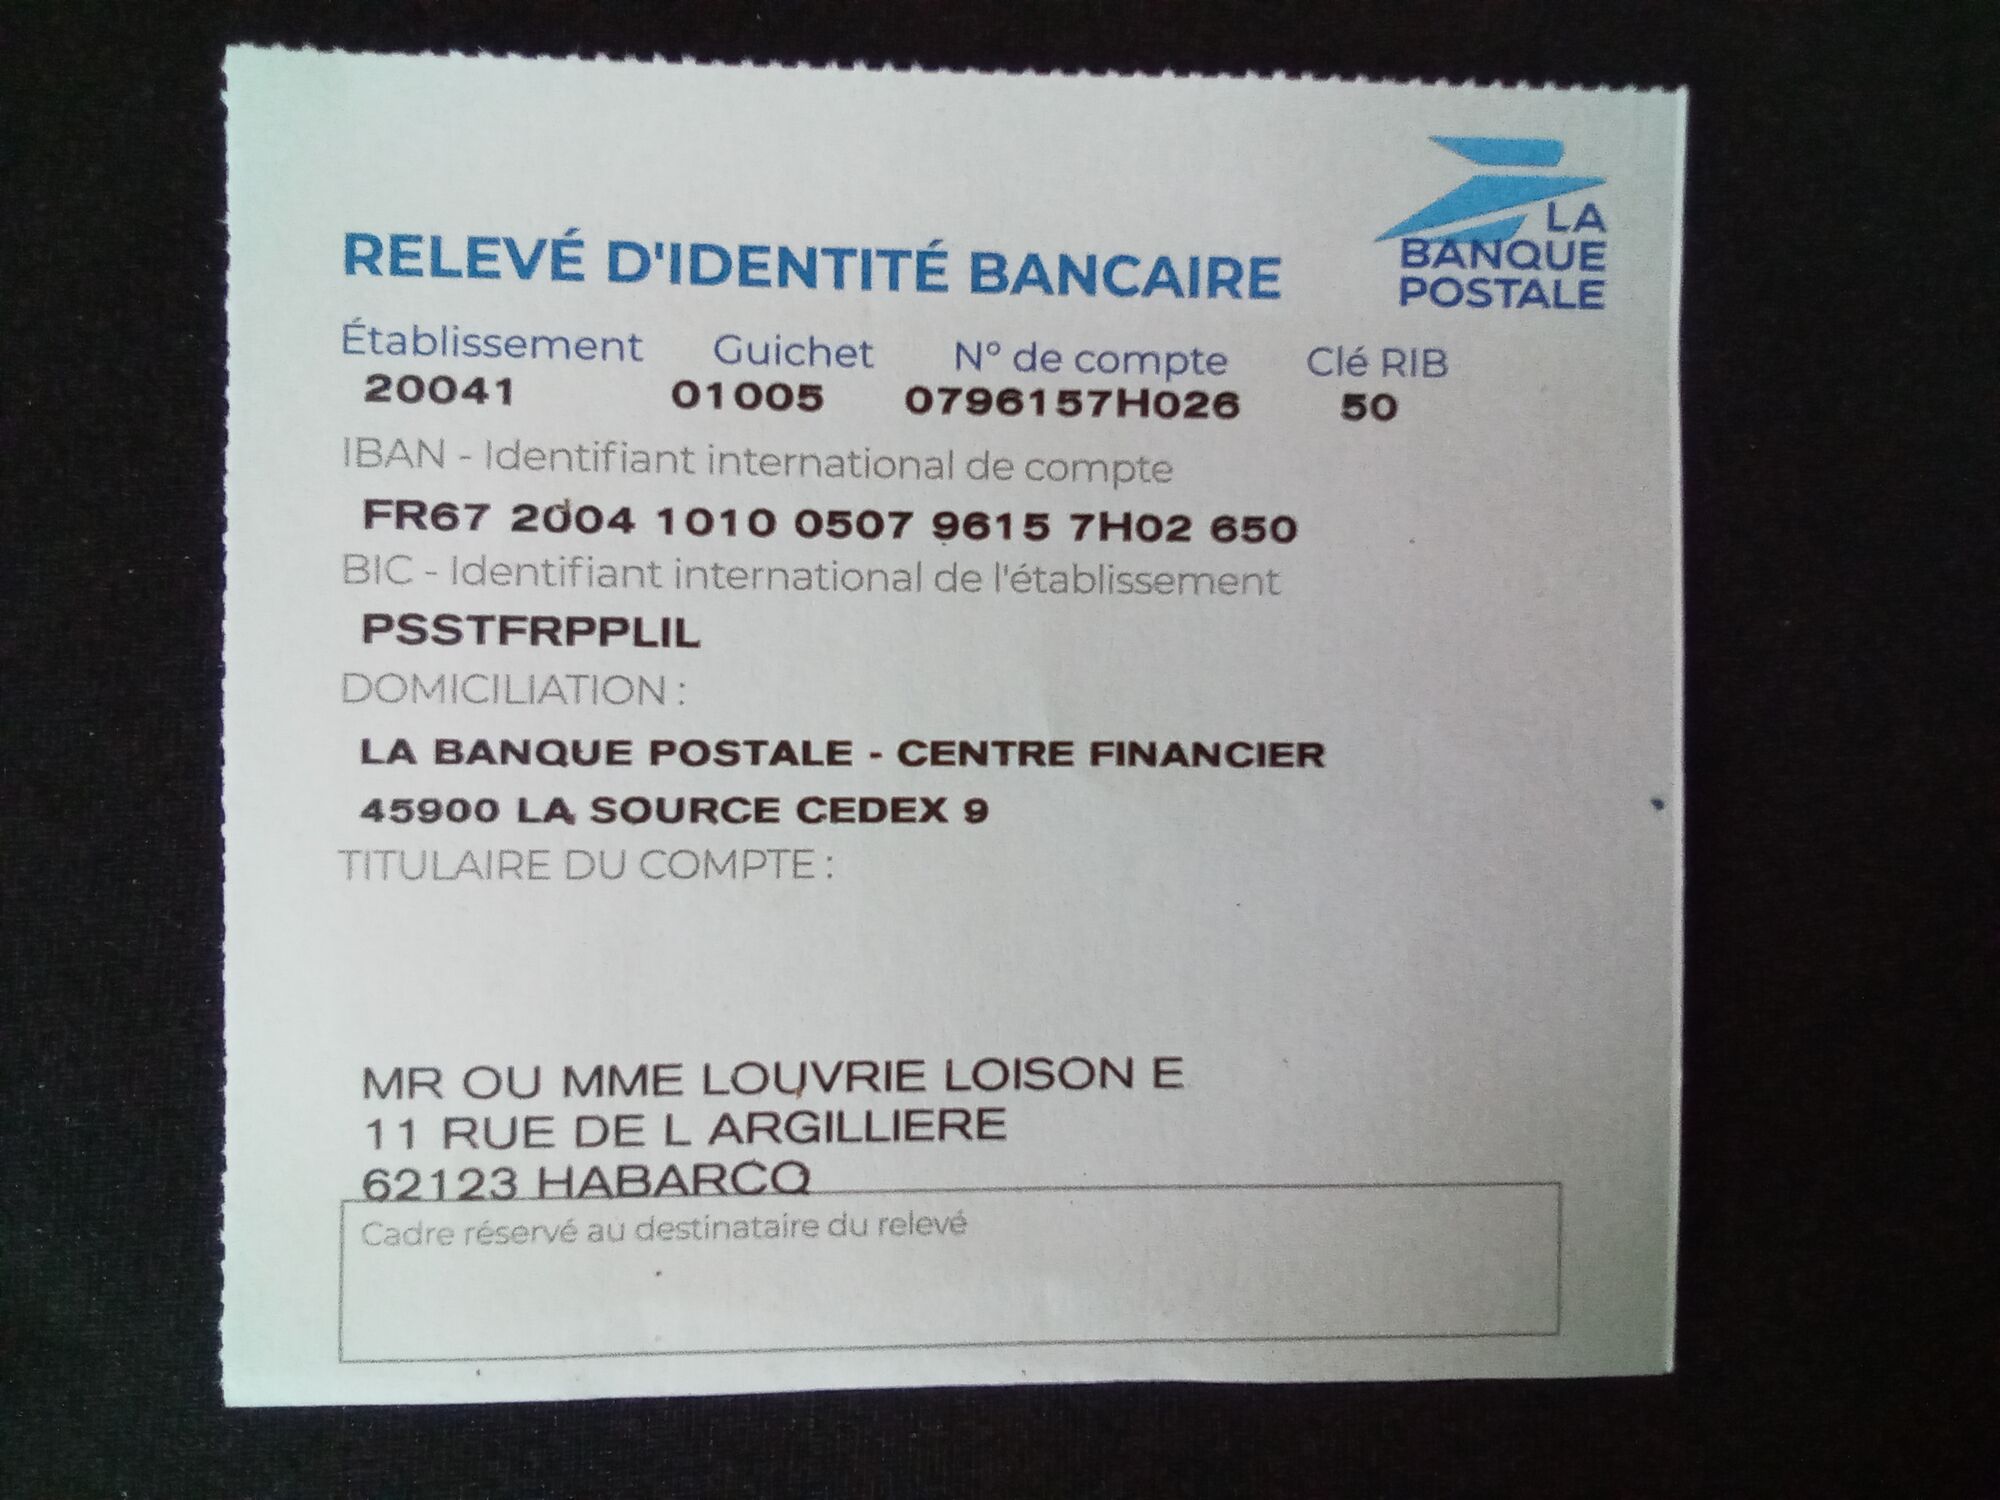 LA
BANQUE
POSTALE
RELEVÉ D'IDENTITÉ BANCAIRE
Établissement Guichet N° de compte Clé RIB
20041 01005 0796157H026 50
IBAN - Identifiant international de compte
FR67 2004 1010 0507 9615 7H02 650
BIC - Identifiant international de l'établissement
PSSTFRPPLIL
DOMICILIATION :
LA BANQUE POSTALE - CENTRE FINANCIER
45900 LA SOURCE CEDEX 9
TITULAIRE DU COMPTE :
MR OU MME LOUVRIE LOISON E
11 RUE DE L ARGILLIERE
62123 HABARCQ
Cadre réservé au destinataire du relevé